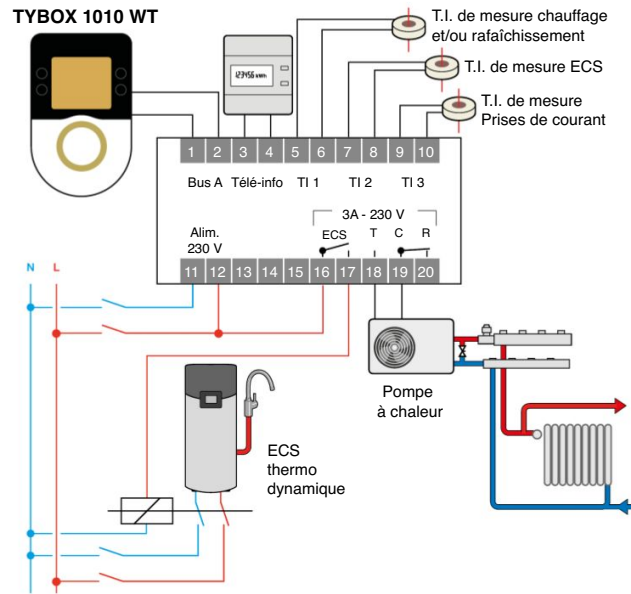 TYBOX 1010 WT
T.I. de mesure chauffage
et/ou rafaîchissement
123456 kWh
T.I. de mesure ECS
T.I. de mesure
Prises de courant
1 2 3 4 5 6 7 8 9 10
Bus A Télé-info TI 1 TI 2 TI 3
3A - 230 V
Alim.
230 V
ECS T C R
11 12 13 14 15 16 17 18 19 20
N L
Pompe
à chaleur
ECS
thermo
dynamique